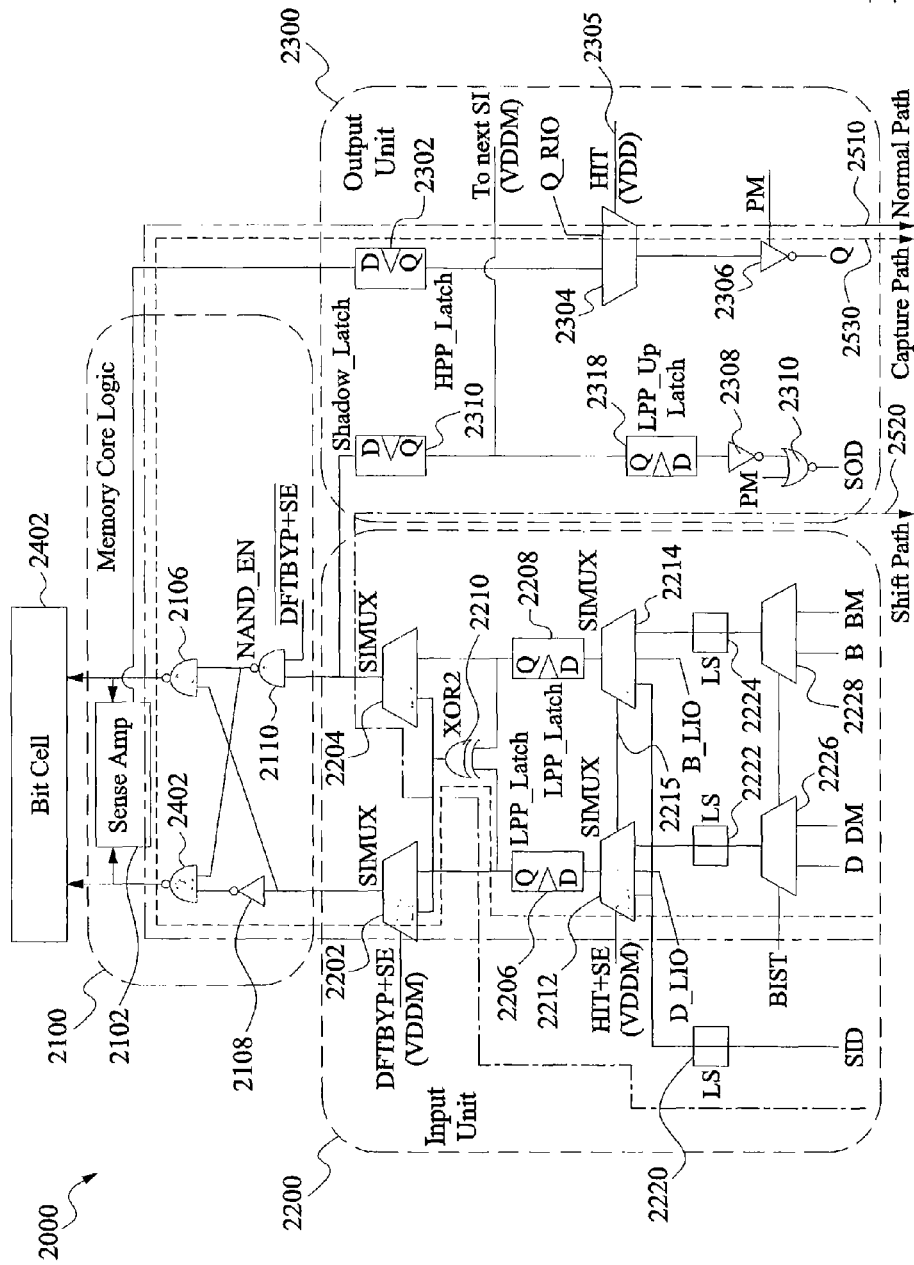 2000
2100
2102
2108
2402
Bit Cell
Sense Amp
2402
2106
Memory Core Logic
NAND_EN
DFTBYP+SE
2110
2200
Input
Unit
2202
DFTBYP+SE
(VDDM)
SIMUX
2204
SIMUX
XOR2
2210
LPP_Latch
LPP_Latch
2206
Q
D
Q
D
2208
2212
HIT+SE
(VDDM)
SIMUX
SIMUX
2214
2215
D_LIO
B_LIO
LS
2220
LS
2222
LS
2224
BIST
2226
2228
SID
D
DM
B
BM
2300
Output
Unit
2302
Shadow_Latch
D
Q
D
Q
HPP_Latch
2310
To next SI
(VDDM)
Q_RIO
HIT
(VDD)
2305
2304
2318
Q
D
LPP_Up
Latch
2308
PM
2310
SOD
PM
2306
Q
2520
2530
2510
Shift Path
Capture Path
Normal Path